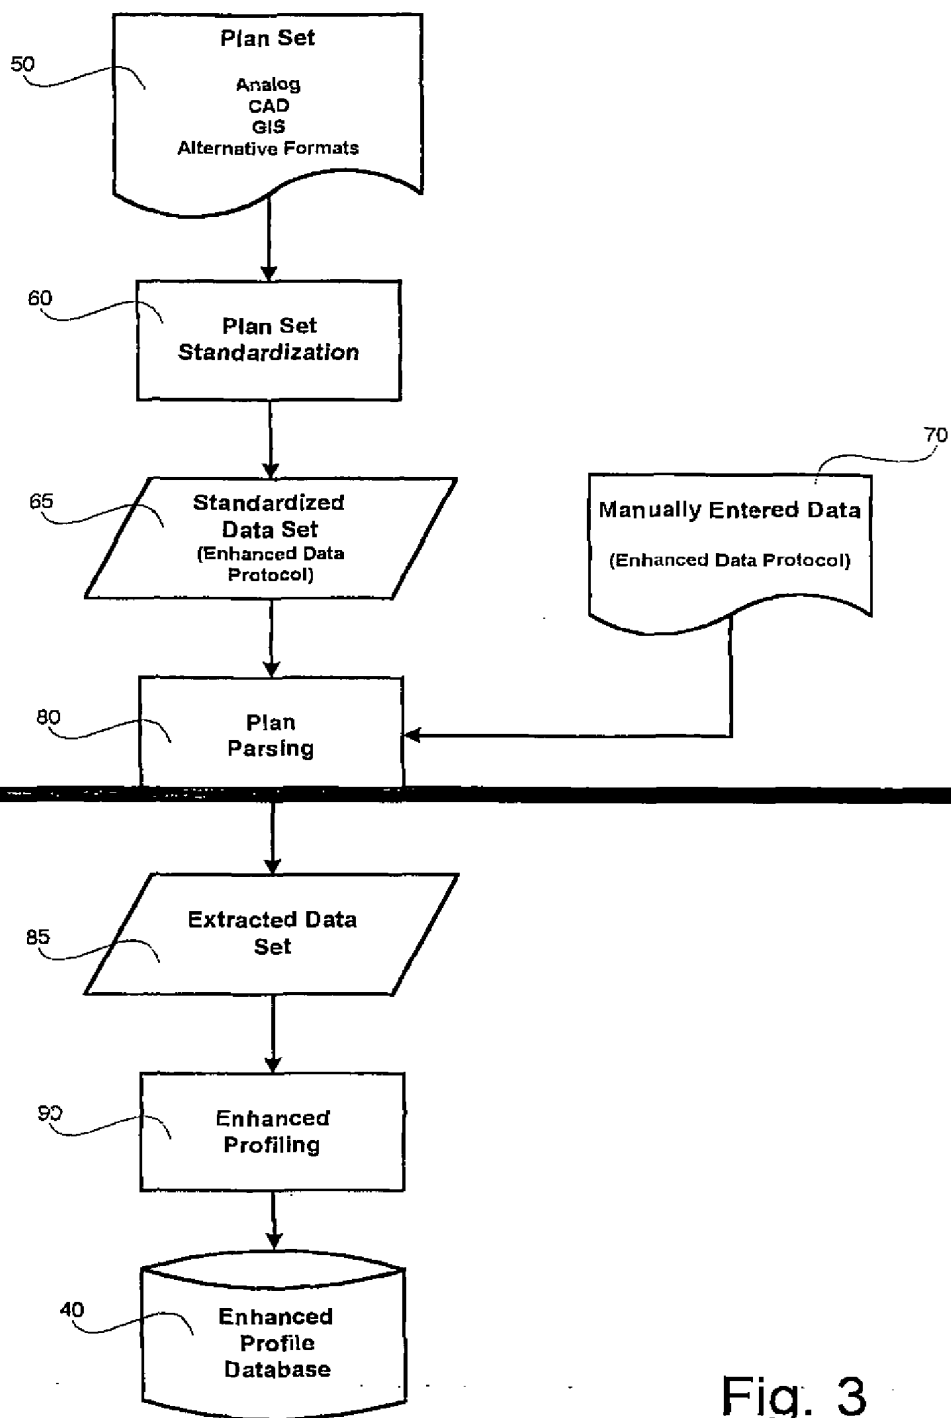 Plan Set
50
Analog
CAD
GIS
Alternative Formats
60
Plan Set
Standardization
70
65
Standardized
Data Set
(Enhanced Data
Protocol)
Manually Entered Data
(Enhanced Data Protocol)
80
Plan
Parsing
Extracted Data
Set
85
90
Enhanced
Profiling
40
Enhanced
Profile
Database
Fig. 3